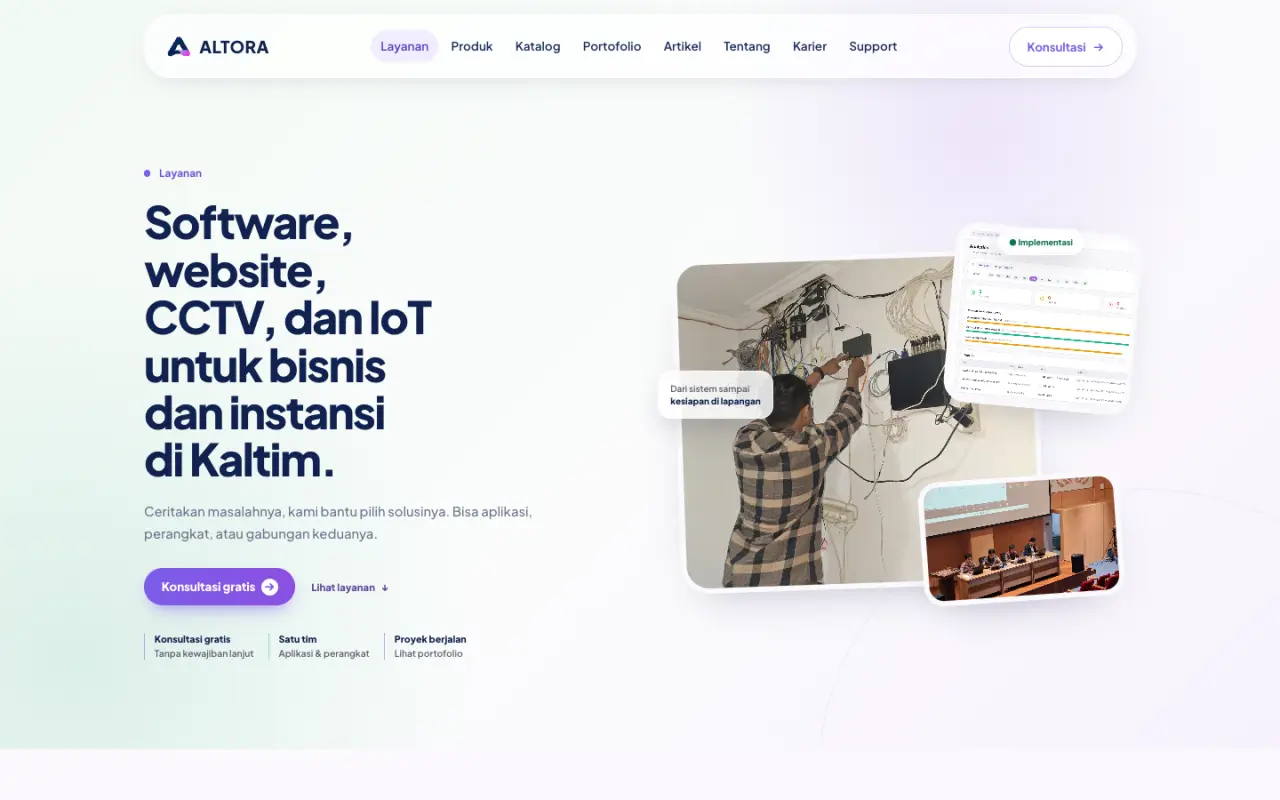 ALTORA
Layanan
Produk
Katalog
Portofolio
Artikel
Tentang
Karier
Support
Konsultasi →
Layanan
Software,
website,
CCTV, dan IoT
untuk bisnis
dan instansi
di Kaltim.
Ceritakan masalahnya, kami bantu pilih solusinya. Bisa aplikasi,
perangkat, atau gabungan keduanya.
Konsultasi gratis →
Lihat layanan ↓
Konsultasi gratis
Tanpa kewajiban lanjut
Satu tim
Aplikasi & perangkat
Proyek berjalan
Lihat portofolio
Dari sistem sampai
kesiapan di lapangan
Implementasi